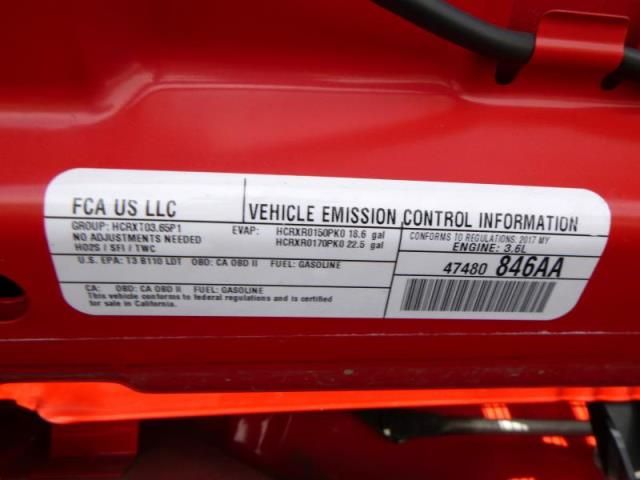 FCA US LLC
VEHICLE EMISSION CONTROL INFORMATION
GROUP: HCRXT03.65P1
NO ADJUSTMENTS NEEDED
HO2S / SFI / TWC
EVAP: HCRXR0150PK0 18.6 gal
HCRXR0170PK0 22.5 gal
CONFORMS TO REGULATIONS: 2017 MY
ENGINE: 3.6L
U.S. EPA: T3 B110 LDT OBD: CA OBD II FUEL: GASOLINE
47480 846AA
CA: OBD: CA OBD II FUEL: GASOLINE
This vehicle conforms to federal regulations and is certified
for sale in California.